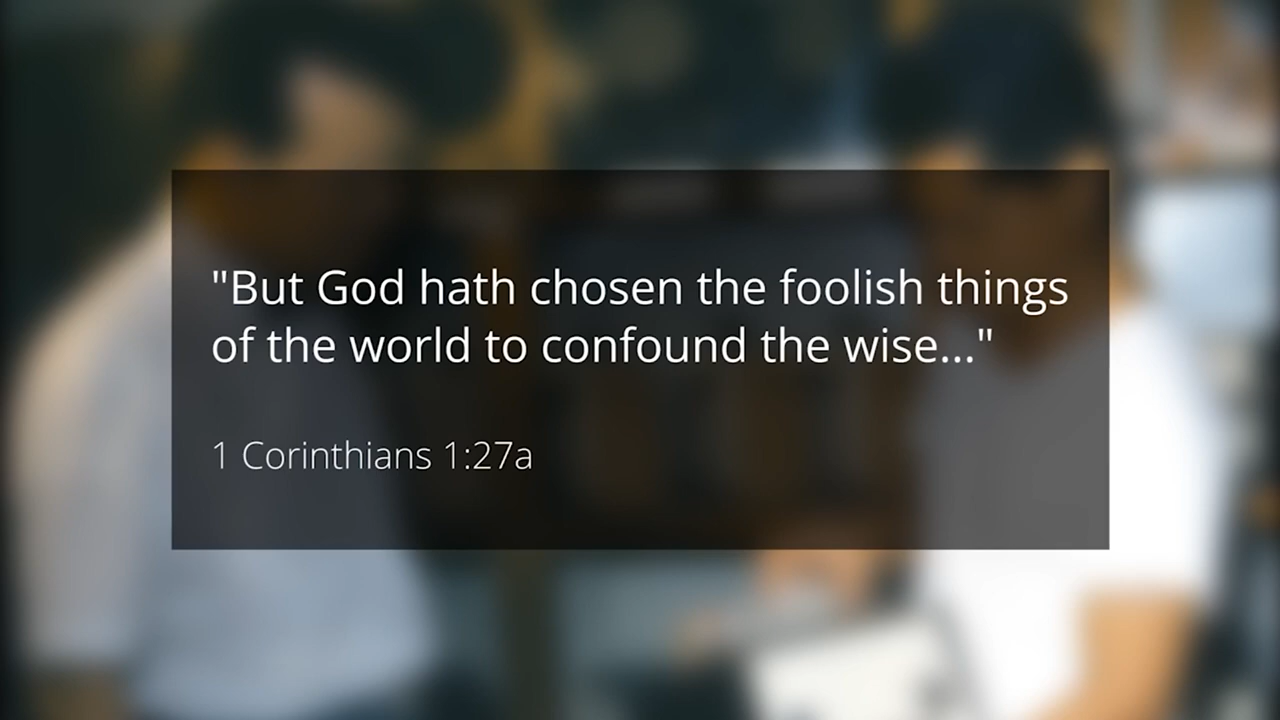 "But God hath chosen the foolish things
of the world to confound the wise..."
1 Corinthians 1:27a